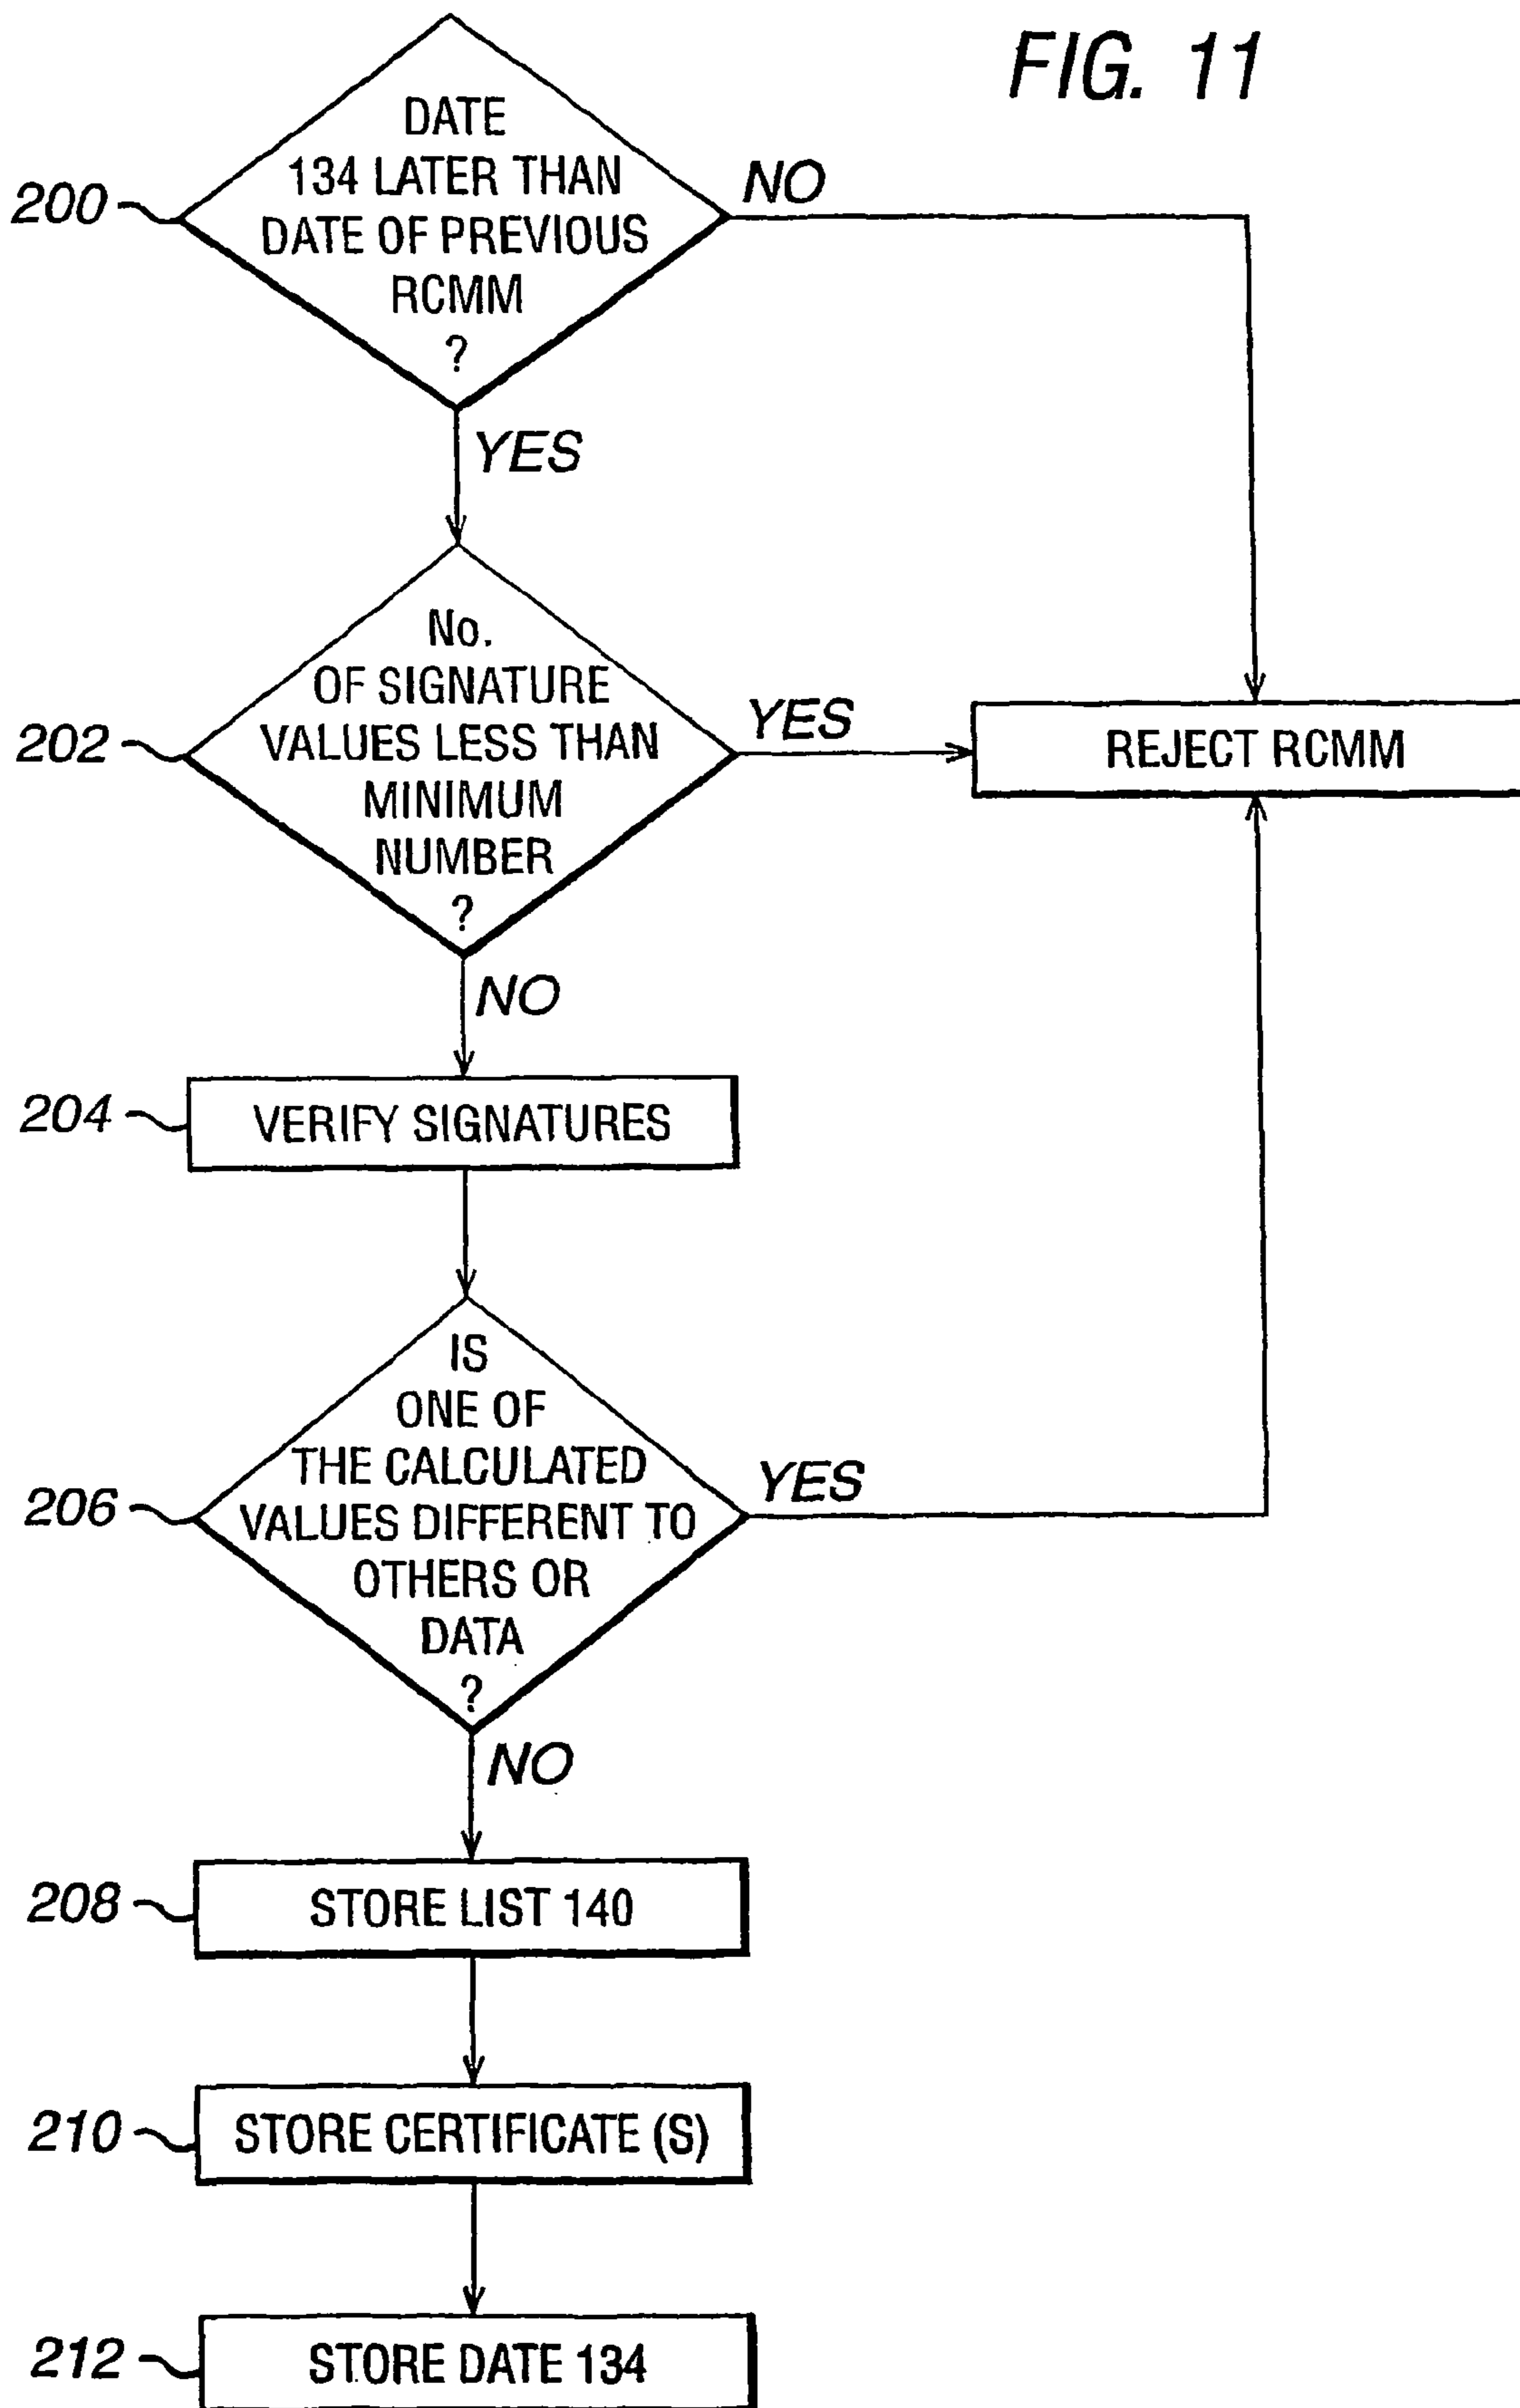 FIG. 11
DATE
134 LATER THAN
DATE OF PREVIOUS
RCMM
?
200
NO
YES
No.
OF SIGNATURE
VALUES LESS THAN
MINIMUM
NUMBER
?
202
YES
REJECT RCMM
NO
204
VERIFY SIGNATURES
IS
ONE OF
THE CALCULATED
VALUES DIFFERENT TO
OTHERS OR
DATA
?
206
YES
NO
208
STORE LIST 140
210
STORE CERTIFICATE (S)
212
STORE DATE 134